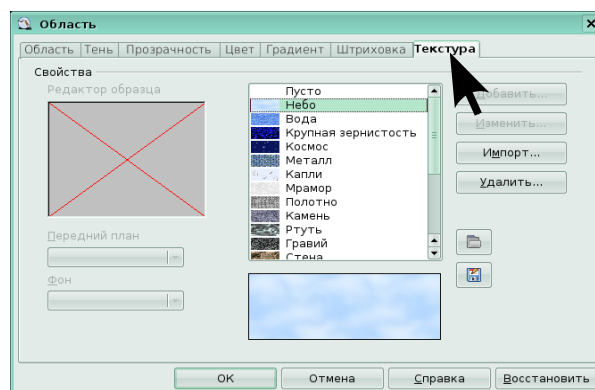 Область
Область Тень Прозрачность Цвет Градиент Штриховка Текстура
Свойства
Редактор образца
Передний план
Фон
Пусто
Небо
Вода
Крупная зернистость
Космос
Металл
Капли
Мрамор
Полотно
Камень
Ртуть
Гравий
Стена
Добавить...
Изменить...
Импорт...
Удалить...
OK Отмена Справка Восстановить